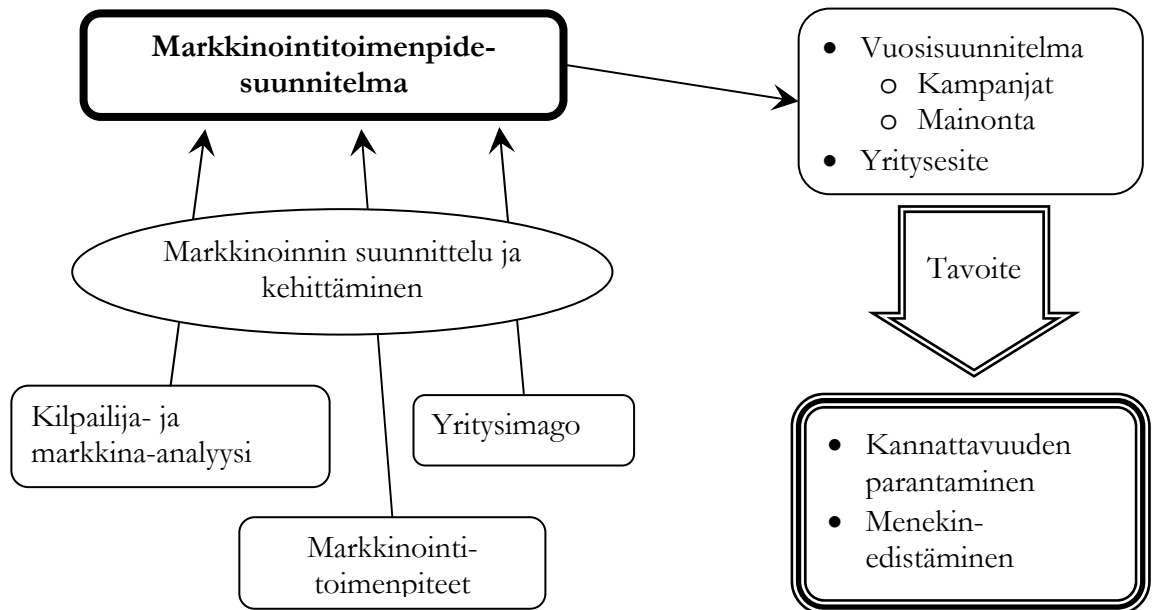 Markkinointitoimenpide-
suunnitelma
• Vuosisuunnitelma
o Kampanjat
o Mainonta
• Yritysesite
Markkinoinnin suunnittelu ja
kehittäminen
Tavoite
Kilpailija- ja
markkina-analyysi
Yritysimago
Markkinointi-
toimenpiteet
• Kannattavuuden
parantaminen
• Menekin-
edistäminen